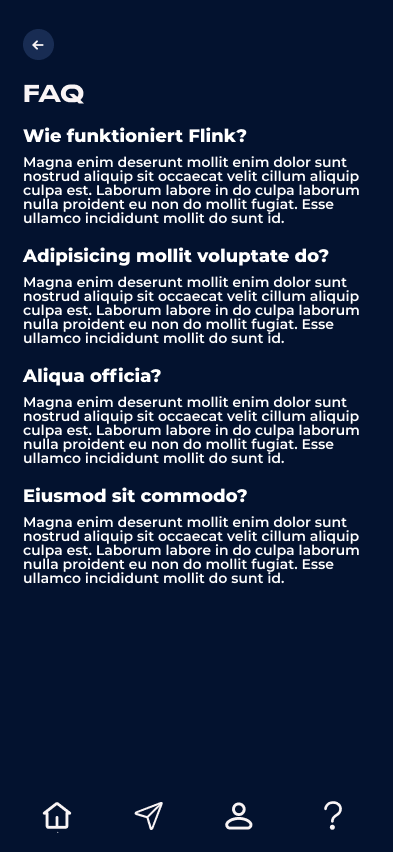 FAQ
Wie funktioniert Flink?
Magna enim deserunt mollit enim dolor sunt
nostrud aliquip sit occaecat velit cillum aliquip
culpa est. Laborum labore in do culpa laborum
nulla proident eu non do mollit fugiat. Esse
ullamco incididunt mollit do sunt id.
Adipisicing mollit voluptate do?
Magna enim deserunt mollit enim dolor sunt
nostrud aliquip sit occaecat velit cillum aliquip
culpa est. Laborum labore in do culpa laborum
nulla proident eu non do mollit fugiat. Esse
ullamco incididunt mollit do sunt id.
Aliqua officia?
Magna enim deserunt mollit enim dolor sunt
nostrud aliquip sit occaecat velit cillum aliquip
culpa est. Laborum labore in do culpa laborum
nulla proident eu non do mollit fugiat. Esse
ullamco incididunt mollit do sunt id.
Eiusmod sit commodo?
Magna enim deserunt mollit enim dolor sunt
nostrud aliquip sit occaecat velit cillum aliquip
culpa est. Laborum labore in do culpa laborum
nulla proident eu non do mollit fugiat. Esse
ullamco incididunt mollit do sunt id.